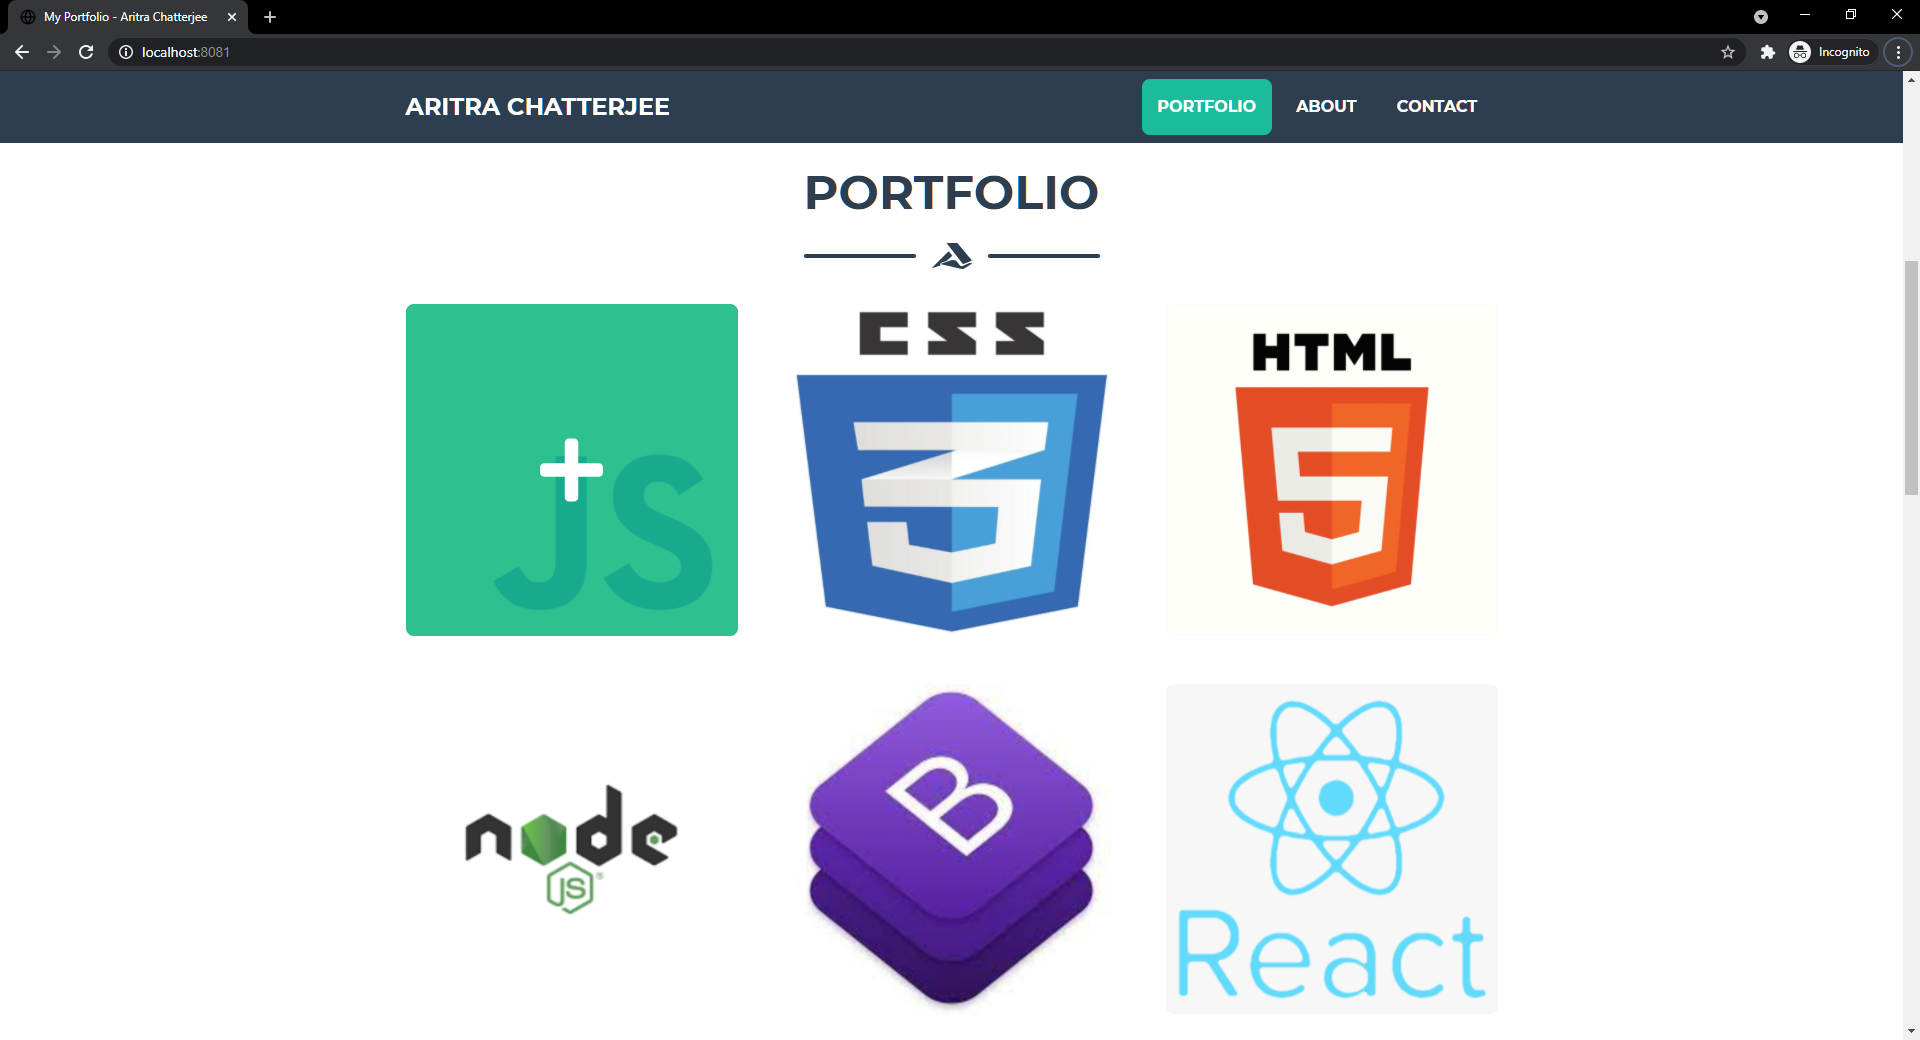 My Portfolio - Aritra Chatterjee
localhost:8081
Incognito
ARITRA CHATTERJEE
PORTFOLIO
ABOUT
CONTACT
PORTFOLIO
JS
CSS
3
HTML
5
node
JS®
B
React